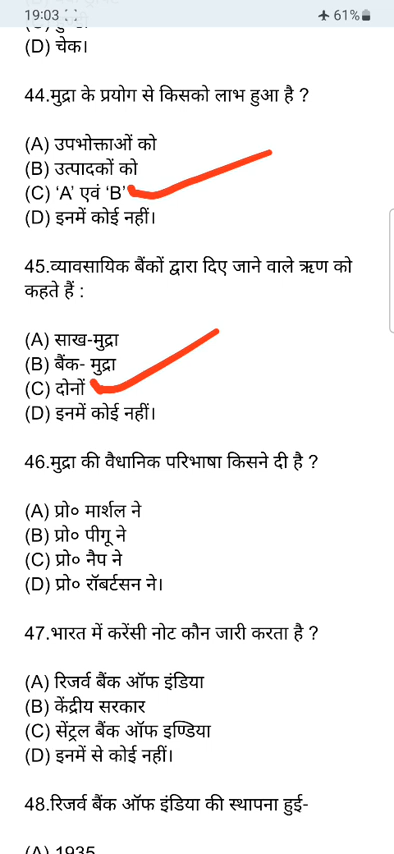 19:03
61%
(D) चेक।
44.मुद्रा के प्रयोग से किसको लाभ हुआ है ?
(A) उपभोक्ताओं को
(B) उत्पादकों को
(C) ‘A’ एवं ‘B’
(D) इनमें कोई नहीं।
45.व्यावसायिक बैंकों द्वारा दिए जाने वाले ऋण को
कहते हैं :
(A) साख-मुद्रा
(B) बैंक- मुद्रा
(C) दोनों
(D) इनमें कोई नहीं।
46.मुद्रा की वैधानिक परिभाषा किसने दी है ?
(A) प्रो० मार्शल ने
(B) प्रो० पीगू ने
(C) प्रो० नैप ने
(D) प्रो० रॉबर्टसन ने।
47.भारत में करेंसी नोट कौन जारी करता है ?
(A) रिजर्व बैंक ऑफ इंडिया
(B) केंद्रीय सरकार
(C) सेंट्रल बैंक ऑफ इण्डिया
(D) इनमें से कोई नहीं।
48.रिजर्व बैंक ऑफ इंडिया की स्थापना हुई-
(A) 1935